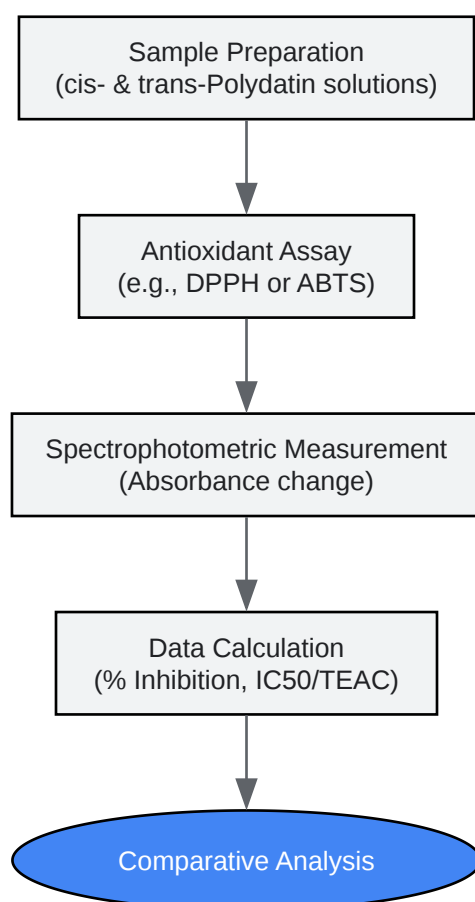 Sample Preparation
(cis- & trans-Polydatin solutions)
Antioxidant Assay
(e.g., DPPH or ABTS)
Spectrophotometric Measurement
(Absorbance change)
Data Calculation
(% Inhibition, IC50/TEAC)
Comparative Analysis